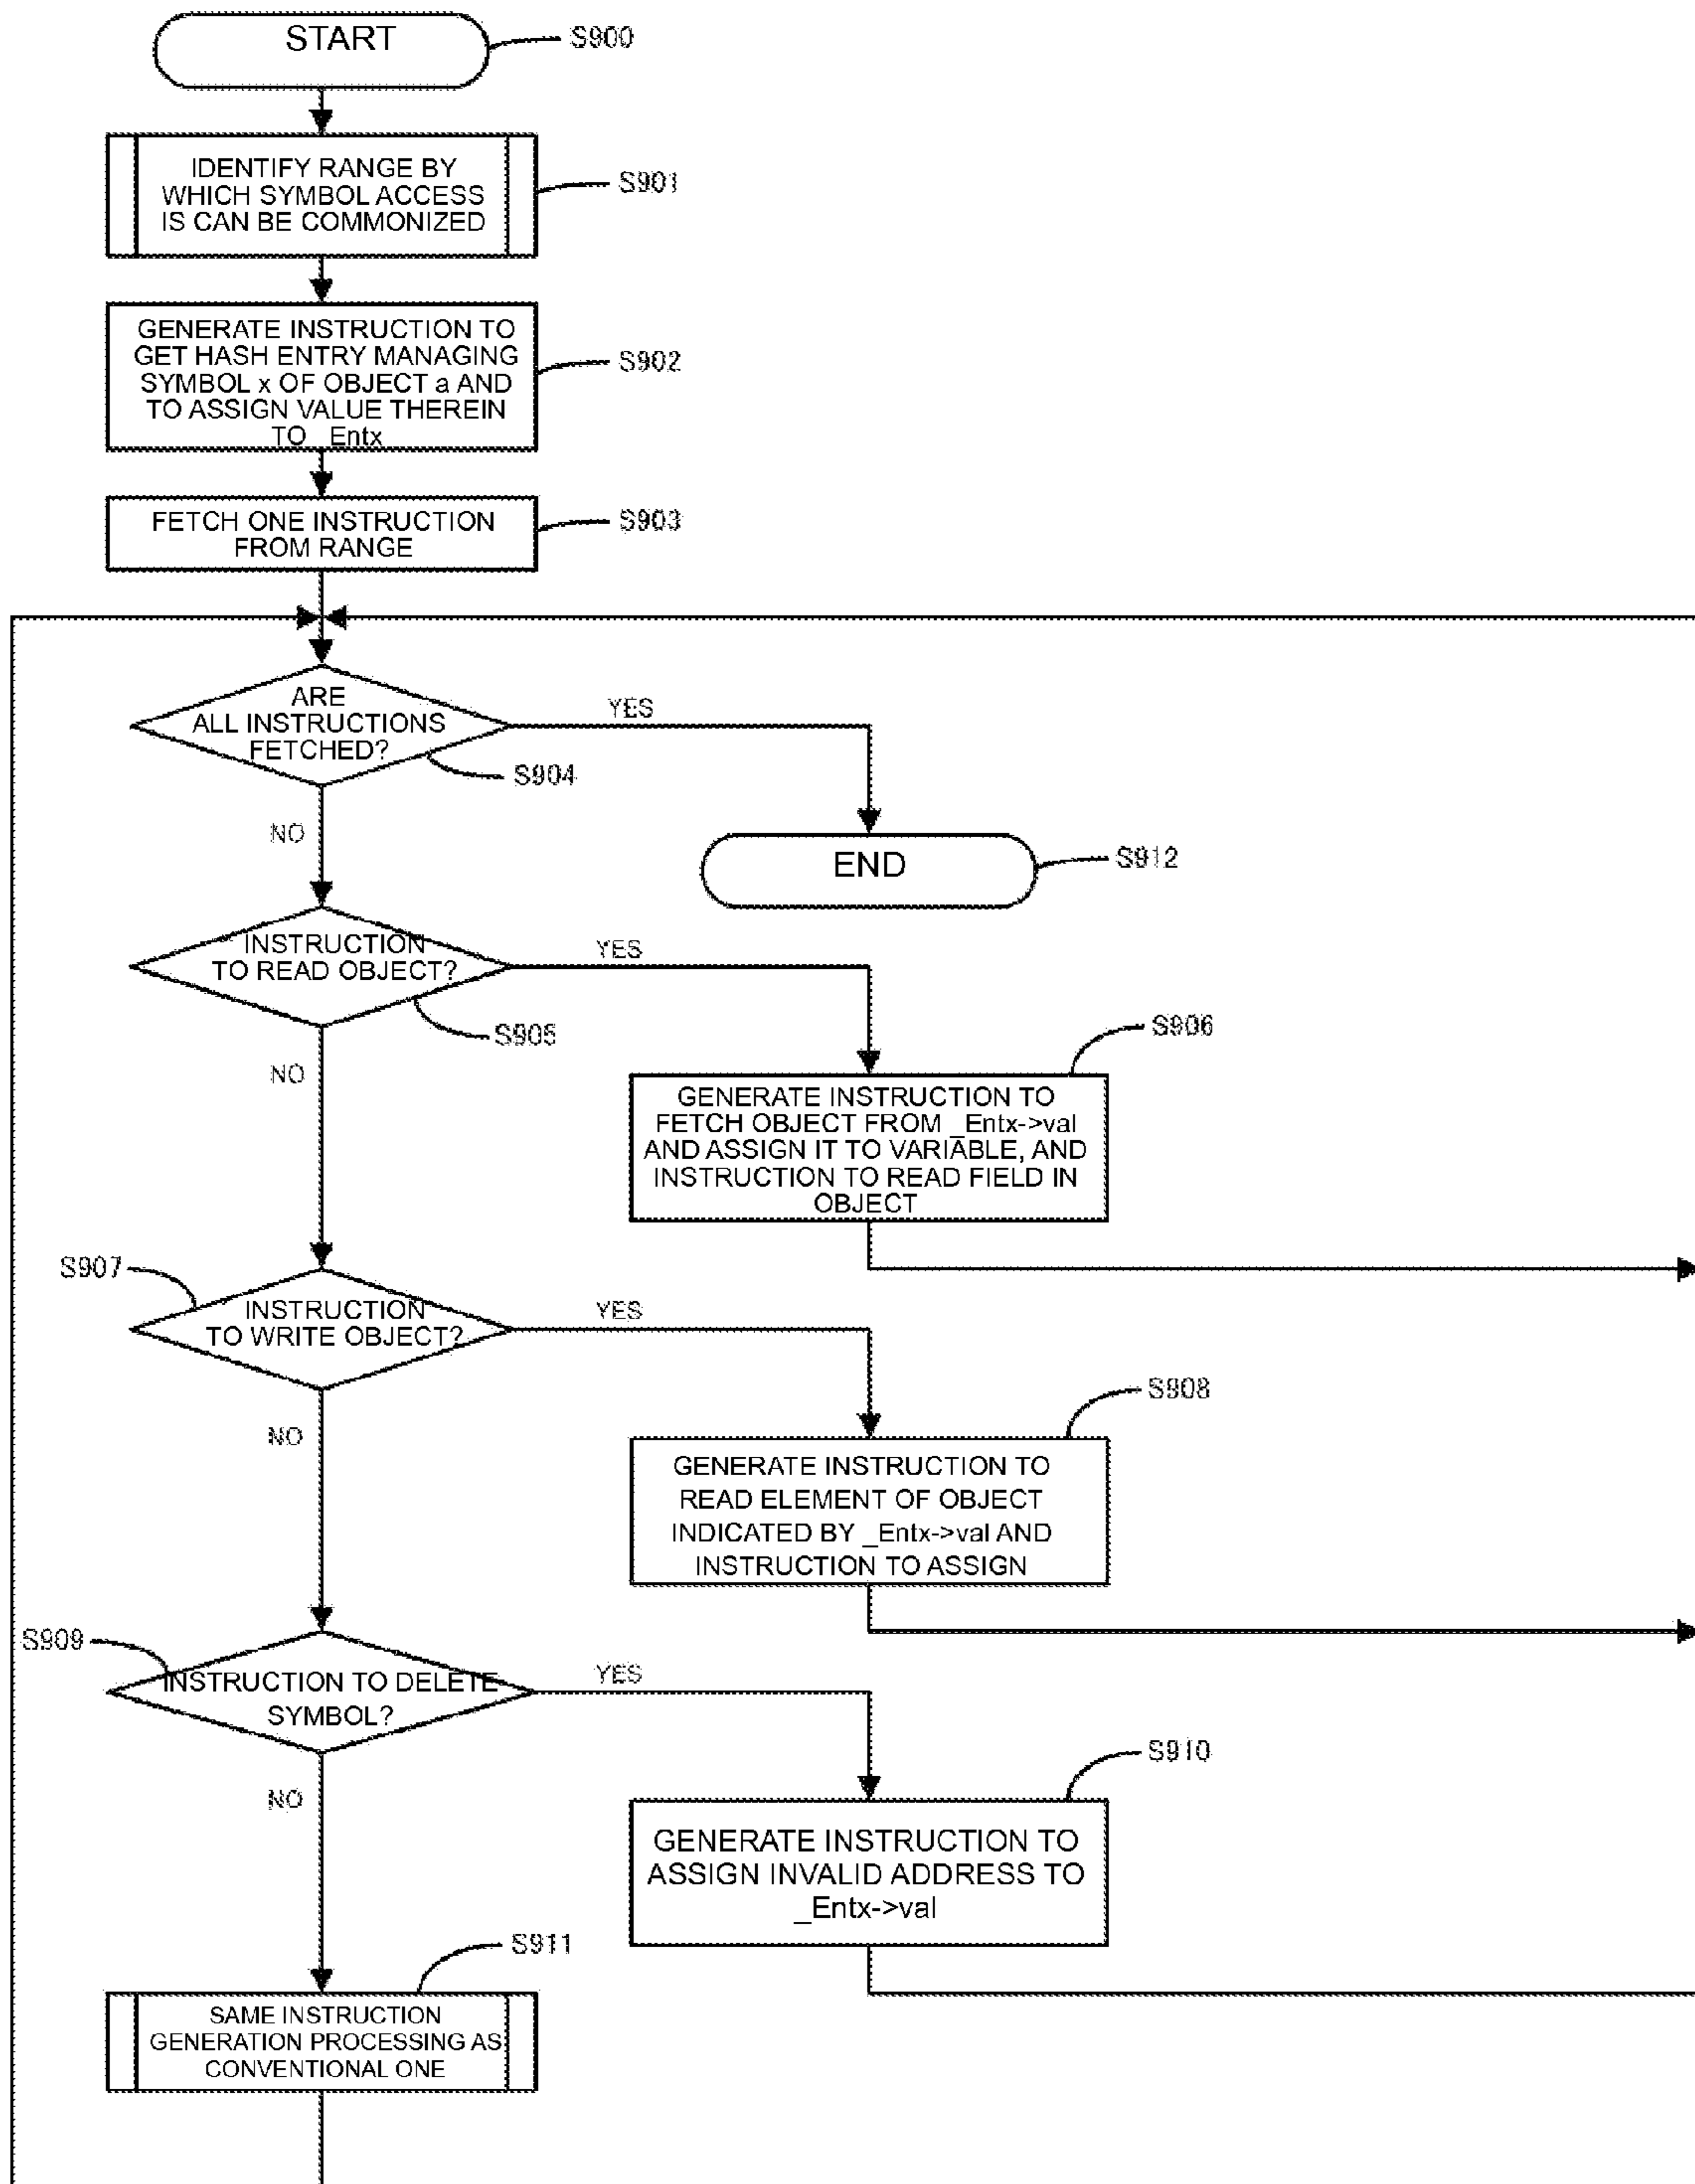 START
S900
IDENTIFY RANGE BY
WHICH SYMBOL ACCESS
IS CAN BE COMMONIZED
S901
GENERATE INSTRUCTION TO
GET HASH ENTRY MANAGING
SYMBOL x OF OBJECT a AND
TO ASSIGN VALUE THEREIN
TO _Entx
S902
FETCH ONE INSTRUCTION
FROM RANGE
S903
ARE
ALL INSTRUCTIONS
FETCHED?
YES
S904
NO
END
S912
INSTRUCTION
TO READ OBJECT?
YES
S905
NO
S906
GENERATE INSTRUCTION TO
FETCH OBJECT FROM _Entx->val
AND ASSIGN IT TO VARIABLE, AND
INSTRUCTION TO READ FIELD IN
OBJECT
S907
INSTRUCTION
TO WRITE OBJECT?
YES
NO
S908
GENERATE INSTRUCTION TO
READ ELEMENT OF OBJECT
INDICATED BY _Entx->val AND
INSTRUCTION TO ASSIGN
S909
INSTRUCTION TO DELETE
SYMBOL?
YES
NO
S910
GENERATE INSTRUCTION TO
ASSIGN INVALID ADDRESS TO
_Entx->val
S911
SAME INSTRUCTION
GENERATION PROCESSING AS
CONVENTIONAL ONE